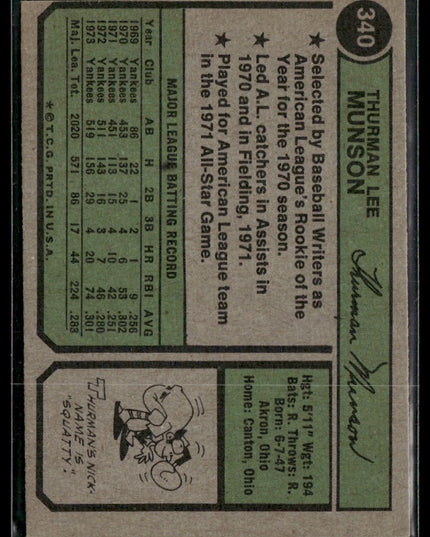 340
THURMAN LEE
MUNSON
Thurman Munson
★ Selected by Baseball Writers as
American League's Rookie of the
Year for the 1970 season.
★ Led A.L. catchers in Assists in
1970 and in Fielding, 1971.
★ Played for American League team
in the 1971 All-Star Game.
Hgt: 5'11" Wgt: 194
Bats: R. Throws: R.
Born: 6-7-47
Akron, Ohio
Home: Canton, Ohio
MAJOR LEAGUE BATTING RECORD
Year Club AB H 2B 3B HR RBI AVG
1969 Yankees 86 22 1 2 1 9 .256
1970 Yankees 453 137 25 4 6 53 .302
1971 Yankees 451 113 15 4 10 42 .251
1972 Yankees 511 143 16 3 7 46 .280
1973 Yankees 519 156 29 4 20 74 .301
Maj. Lea. Tot. 2020 571 86 17 44 224 .283
★ © T.C.G. PRTD. IN U.S.A.
THURMAN'S NICK-
NAME IS
"SQUATTY".